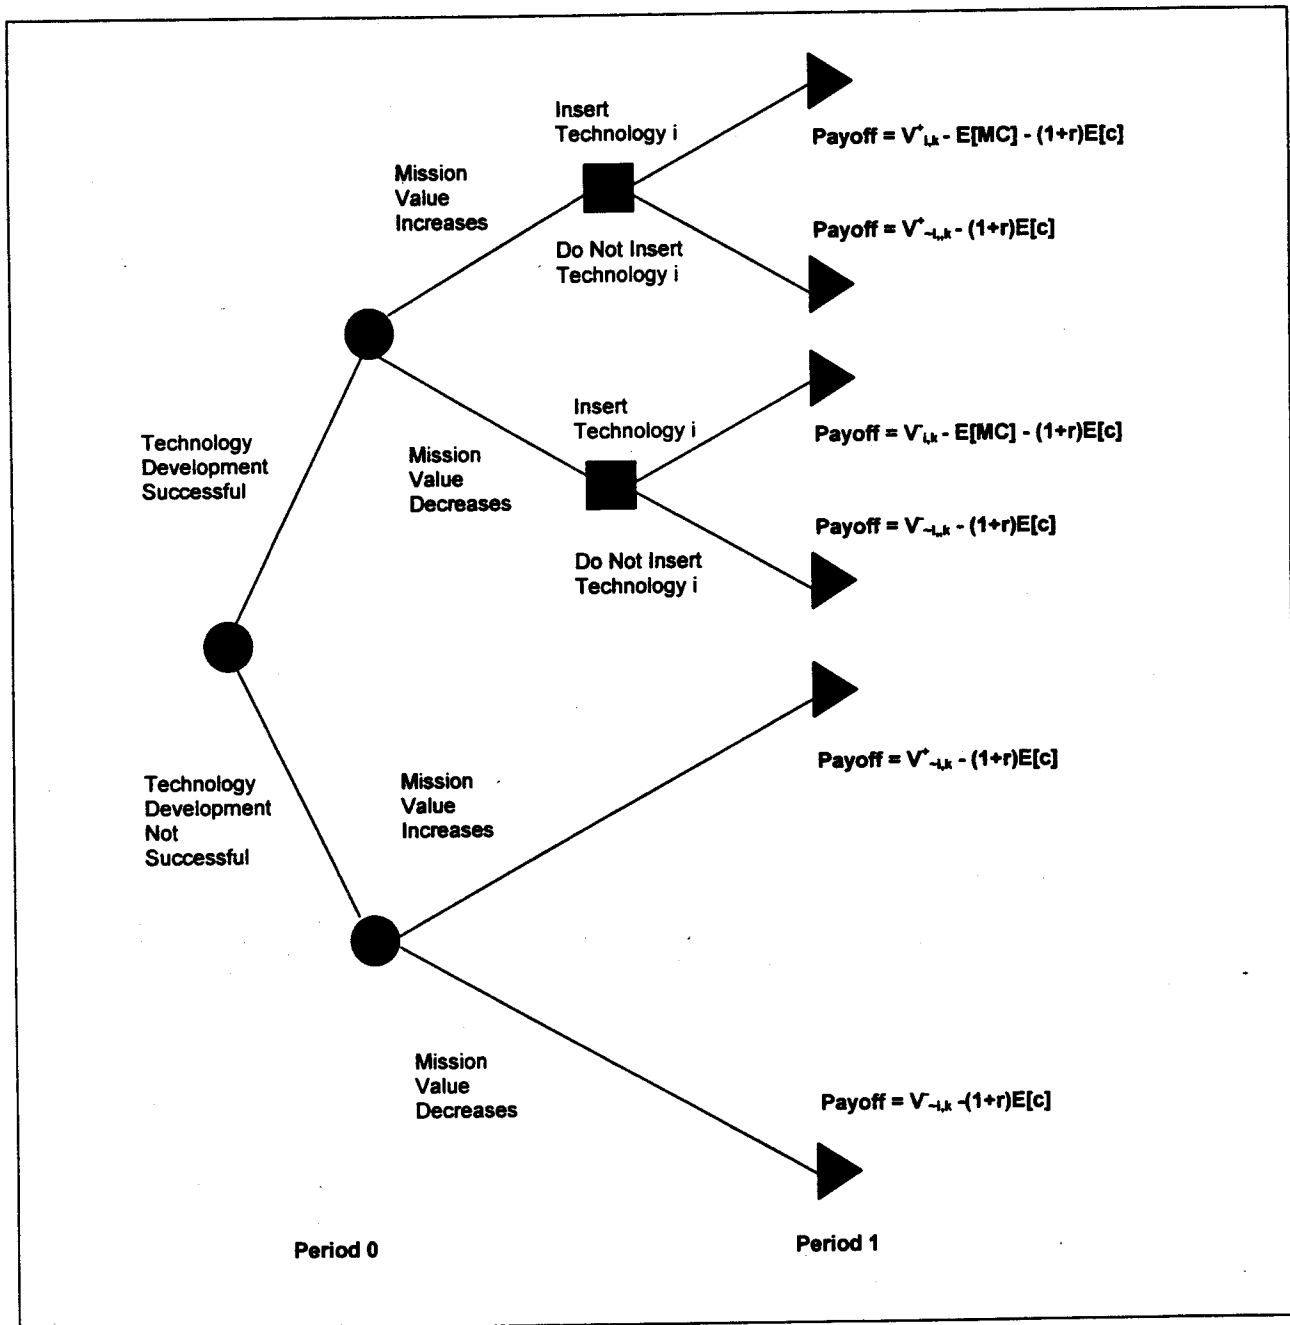 Insert
Technology i
Payoff = V⁺i,k - E[MC] - (1+r)E[c]
Mission
Value
Increases
Payoff = V⁺~i,,k - (1+r)E[c]
Do Not Insert
Technology i
Insert
Technology i
Payoff = V⁻i,k - E[MC] - (1+r)E[c]
Technology
Development
Successful
Mission
Value
Decreases
Payoff = V⁻~i,,k - (1+r)E[c]
Do Not Insert
Technology i
Payoff = V⁺~i,k - (1+r)E[c]
Technology
Development
Not
Successful
Mission
Value
Increases
Mission
Value
Decreases
Payoff = V⁻~i,k -(1+r)E[c]
Period 0
Period 1